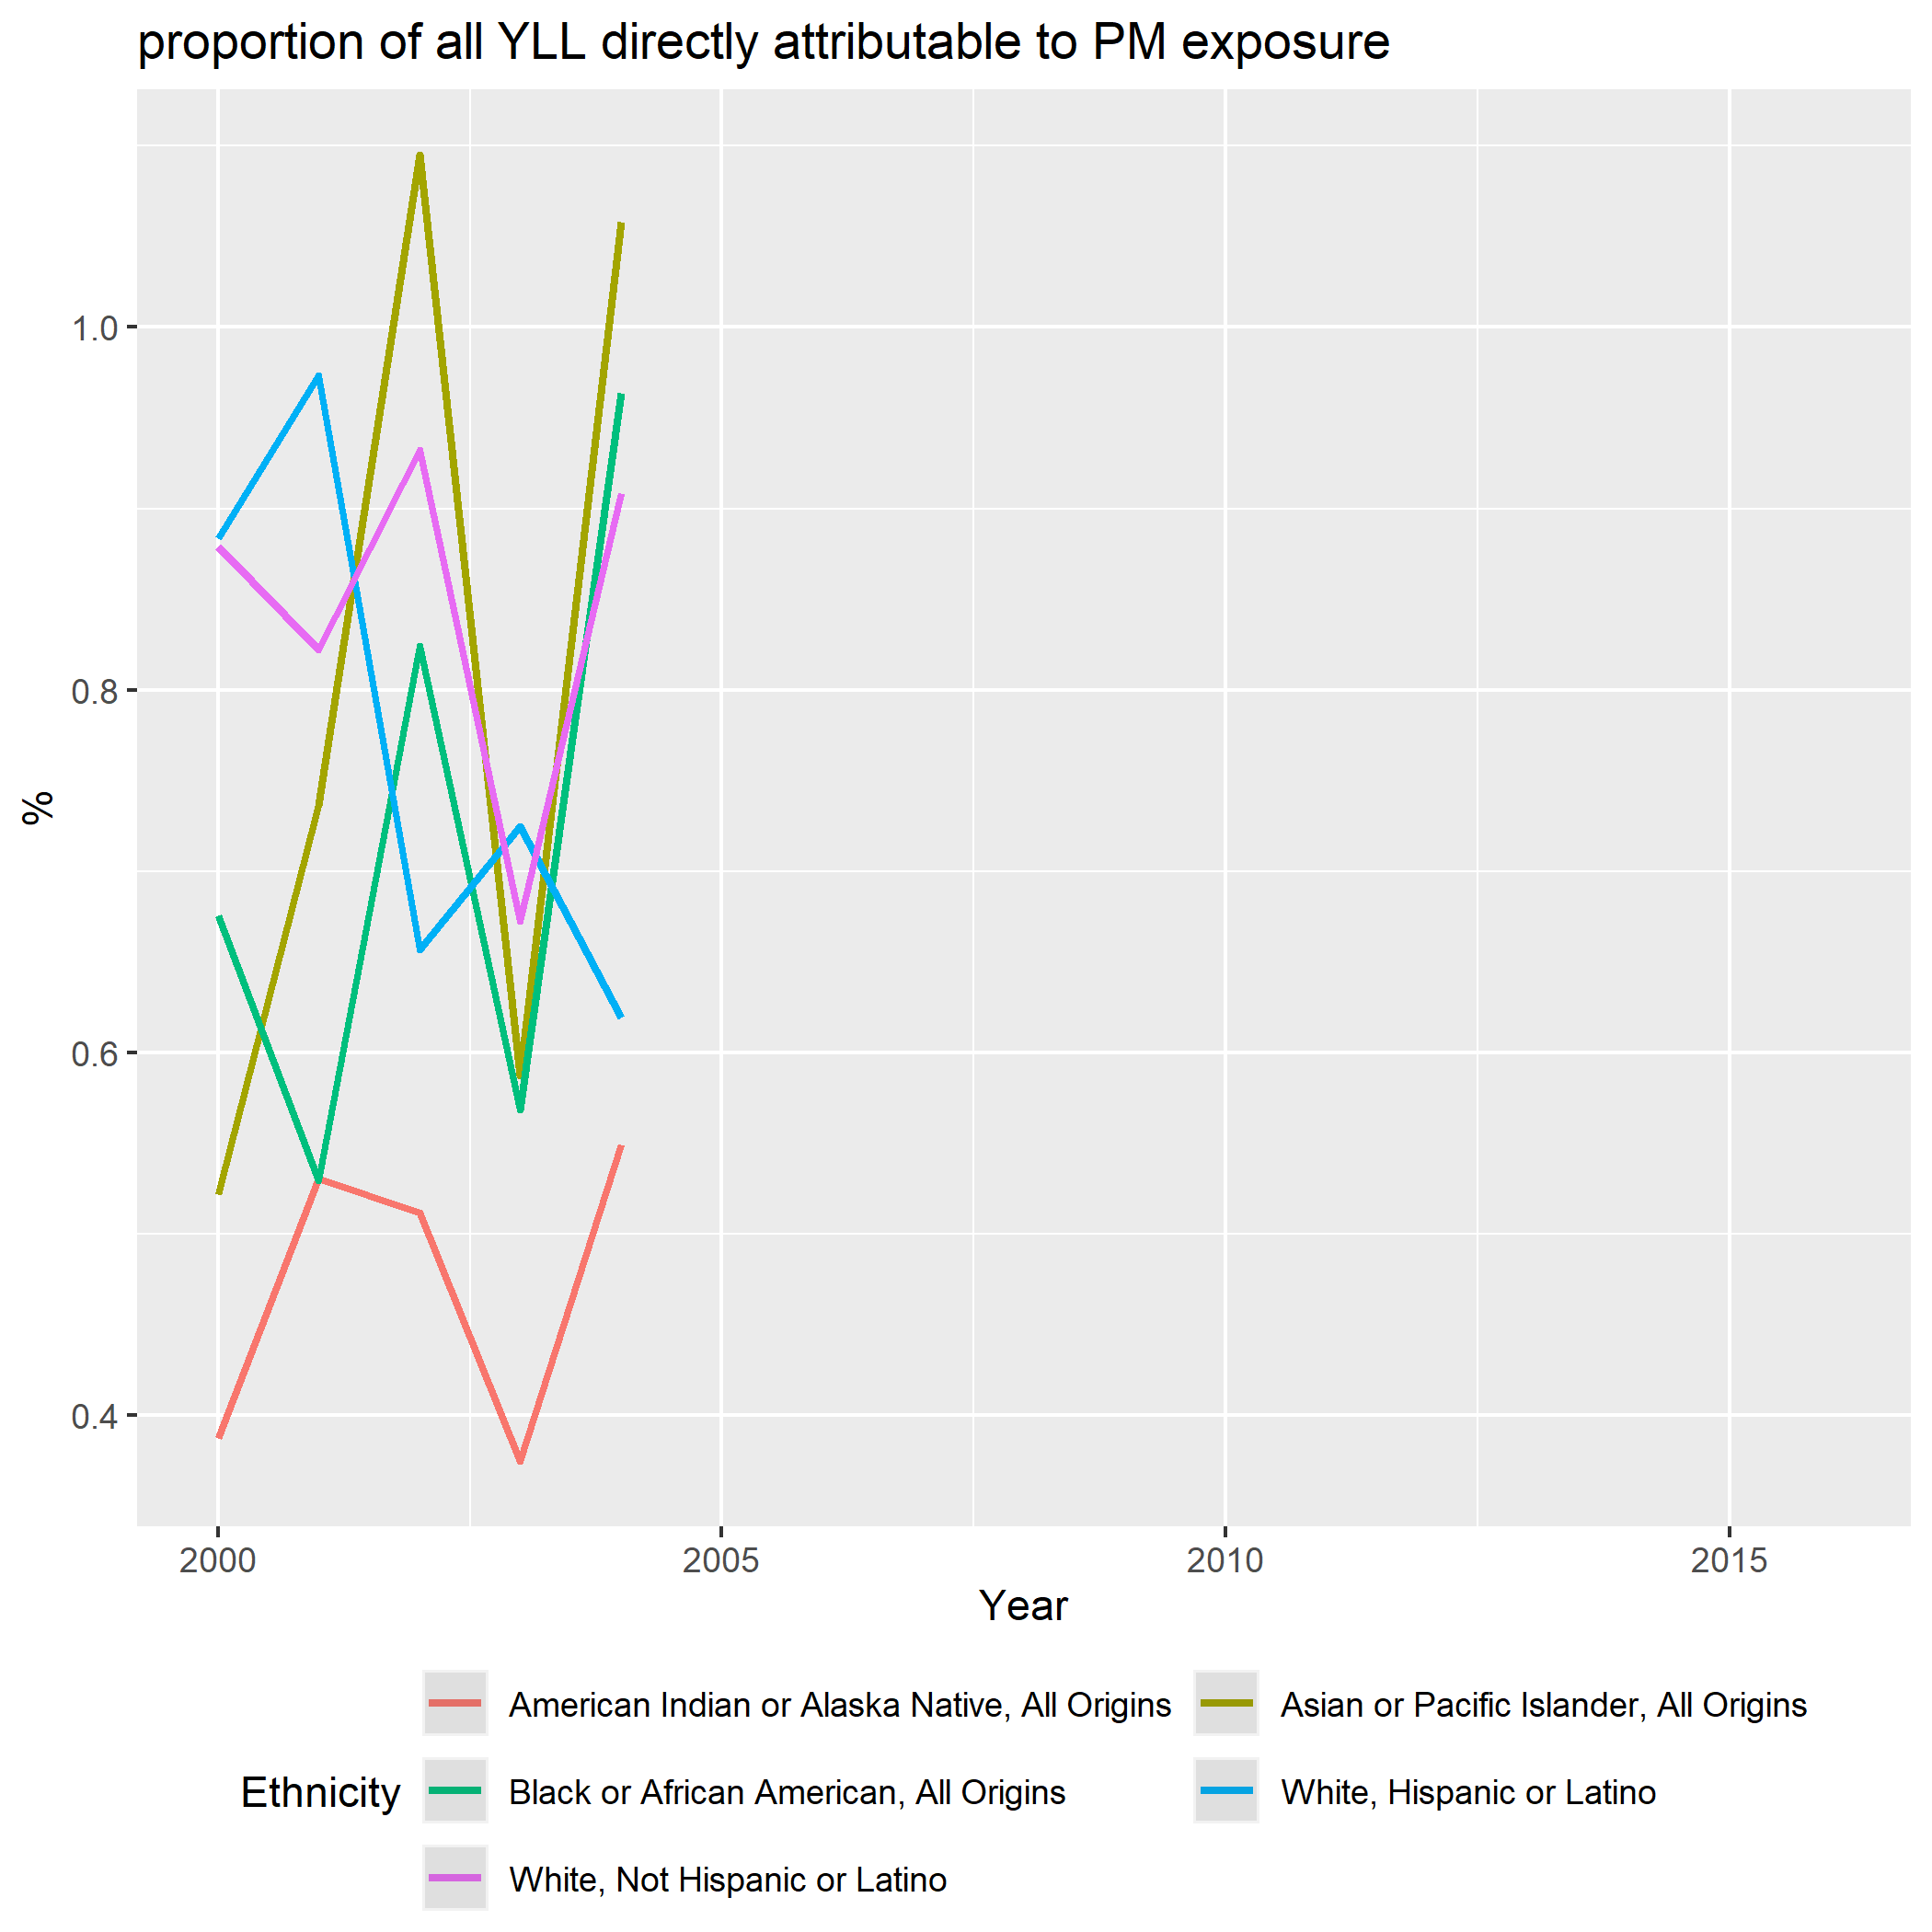 proportion of all YLL directly attributable to PM exposure
1.0
0.8
0.6
0.4
%
2000 2005 2010 2015
Year
Ethnicity
American Indian or Alaska Native, All Origins
Asian or Pacific Islander, All Origins
Black or African American, All Origins
White, Hispanic or Latino
White, Not Hispanic or Latino